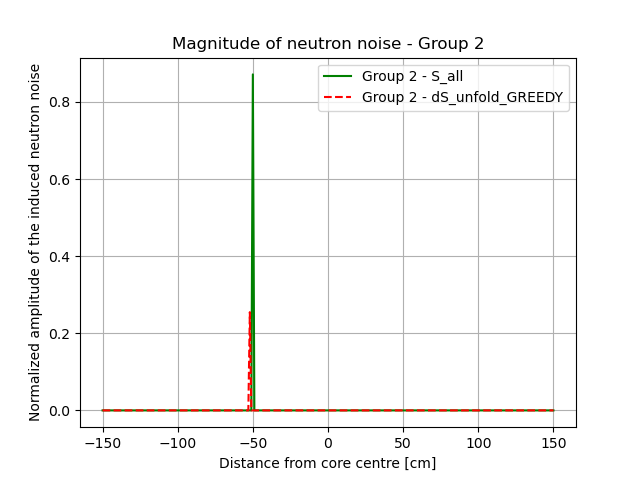 Magnitude of neutron noise - Group 2
Normalized amplitude of the induced neutron noise
Group 2 - S_all
Group 2 - dS_unfold_GREEDY
0.8
0.6
0.4
0.2
0.0
−150
−100
−50
0
50
100
150
Distance from core centre [cm]